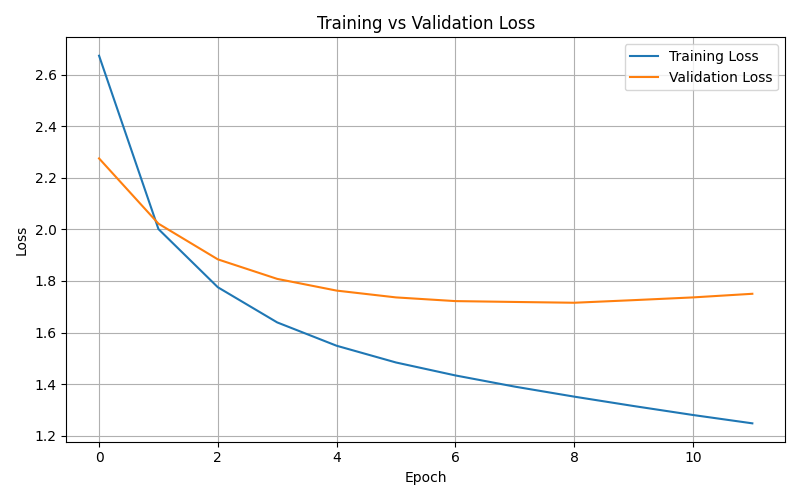 Training vs Validation Loss
Training Loss
Validation Loss
2.6
2.4
2.2
2.0
1.8
1.6
1.4
1.2
Loss
0 2 4 6 8 10
Epoch